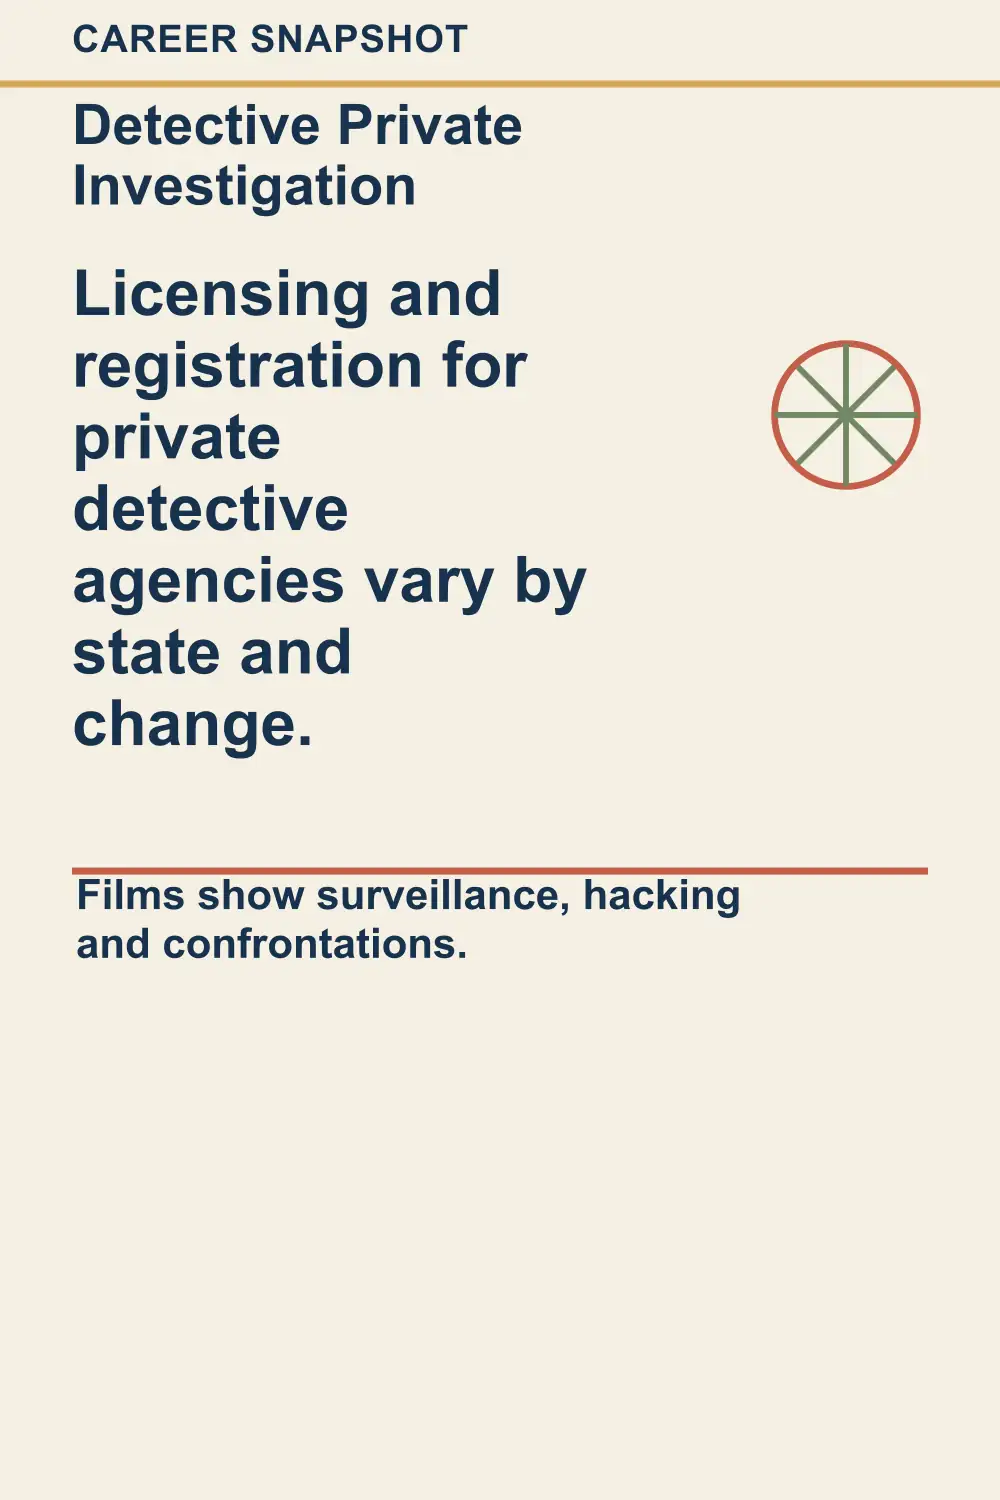 CAREER SNAPSHOT
Detective Private
Investigation
Licensing and
registration for
private
detective
agencies vary by
state and
change.
Films show surveillance, hacking
and confrontations.